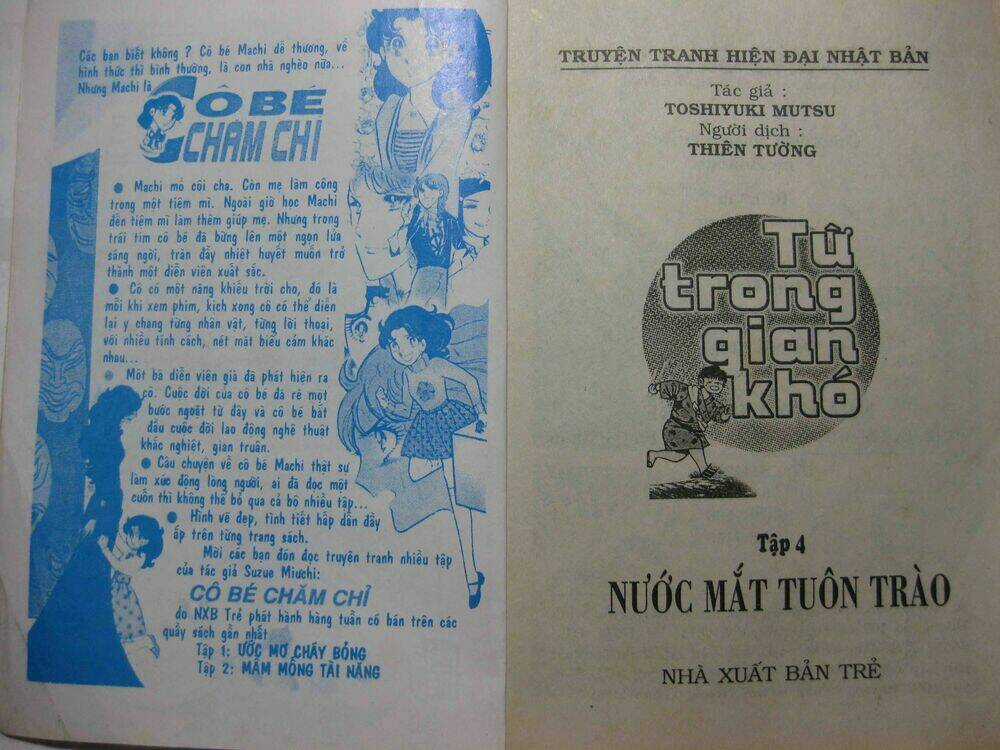 Các bạn biết không ? Cô bé Machi dễ thương, về
hình thức thì bình thường, là con nhà nghèo nữa...
Nhưng Machi là
CÔ BÉ
CHĂM CHỈ
● Machi mồ côi cha. Còn mẹ làm công
trong một tiệm mì. Ngoài giờ học Machi
đến tiệm mì làm thêm giúp mẹ. Nhưng trong
trái tim cô bé đã bừng lên một ngọn lửa
sáng ngời, tràn đầy nhiệt huyết muốn trở
thành một diễn viên xuất sắc.
● Cô có một năng khiếu trời cho, đó là
mỗi khi xem phim, kịch xong cô có thể diễn
lại y chang từng nhân vật, từng lời thoại,
với nhiều tính cách, nét mặt biểu cảm khác
nhau...
● Một bà diễn viên già đã phát hiện ra
cô. Cuộc đời của cô bé đã rẽ một
bước ngoặt từ đây và cô bé bắt
đầu cuộc đời lao động nghệ thuật
khắc nghiệt, gian truân.
● Câu chuyện về cô bé Machi thật sự
làm xúc động lòng người, ai đã đọc một
cuốn thì không thể bỏ qua cả bộ nhiều tập...
● Hình vẽ đẹp, tình tiết hấp dẫn đầy
ắp trên từng trang sách.
Mời các bạn đón đọc truyện tranh nhiều tập
của tác giả Suzue Miuchi:
CÔ BÉ CHĂM CHỈ
do NXB Trẻ phát hành hàng tuần có bán trên các
quầy sách gần nhất
Tập 1: ƯỚC MƠ CHÁY BỎNG
Tập 2: MẦM MỐNG TÀI NĂNG
TRUYỆN TRANH HIỆN ĐẠI NHẬT BẢN
Tác giả :
TOSHIYUKI MUTSU
Người dịch :
THIÊN TƯỜNG
Từ
trong
gian
khó
Tập 4
NƯỚC MẮT TUÔN TRÀO
NHÀ XUẤT BẢN TRẺ